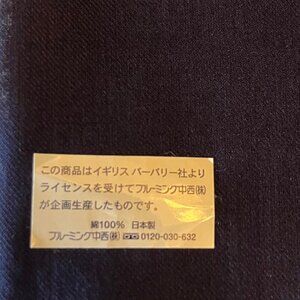 この商品はイギリス バーバリー社より
ライセンスを受けてブルーミング中西㈱
が企画生産したものです。
綿100% 日本製
ブルーミング中西㈱ 0120-030-632